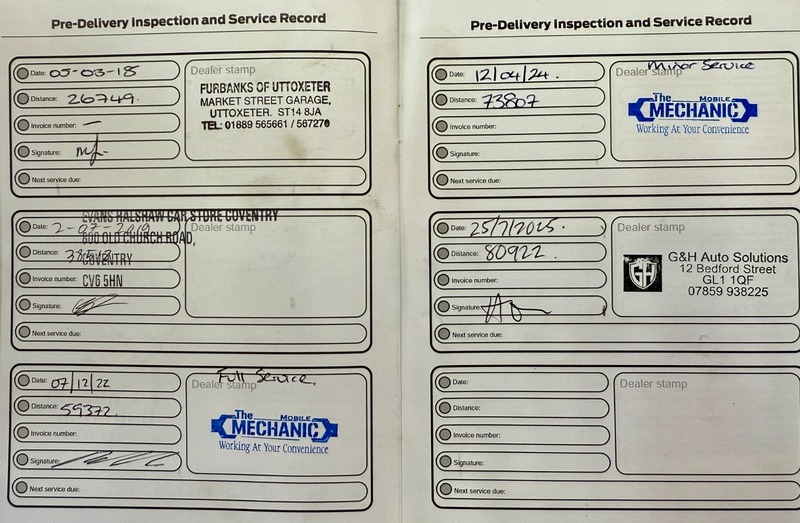 Pre-Delivery Inspection and Service Record
Date: 05-03-18
Distance: 26749.
Invoice number: —
Signature:
Next service due:
Dealer stamp
FURBANKS OF UTTOXETER
MARKET STREET GARAGE,
UTTOXETER. ST14 8JA
TEL: 01889 565661 / 567270
Date: 2-07-2019
Distance:
Invoice number:
Signature:
Next service due:
EVANS HALSHAW CAR STORE COVENTRY
600 OLD CHURCH ROAD,
COVENTRY
CV6 5HN
Dealer stamp
Date: 07/12/22
Distance: 59372.
Invoice number:
Signature:
Next service due:
Full Service.
Dealer stamp
The MOBILE
MECHANIC
Working At Your Convenience
Pre-Delivery Inspection and Service Record
Date: 12/04/24.
Distance: 73807
Invoice number:
Signature:
Next service due:
Minor Service
Dealer stamp
The MOBILE
MECHANIC
Working At Your Convenience
Date: 25/7/2025.
Distance: 80922.
Invoice number:
Signature:
Next service due:
Dealer stamp
GH
G&H Auto Solutions
12 Bedford Street
GL1 1QF
07859 938225
Date:
Distance:
Invoice number:
Signature:
Next service due:
Dealer stamp